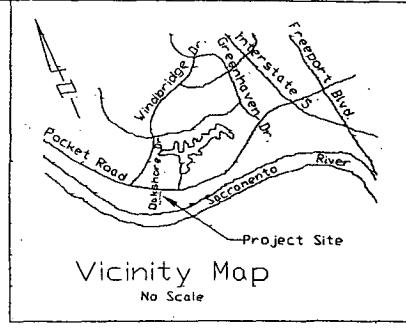 Windbridge Dr.
Greenhaven Dr.
Interstate 5
Freeport Blvd
Pocket Road
Oakshore Dr
Sacramento River
Project Site
Vicinity Map
No Scale
N